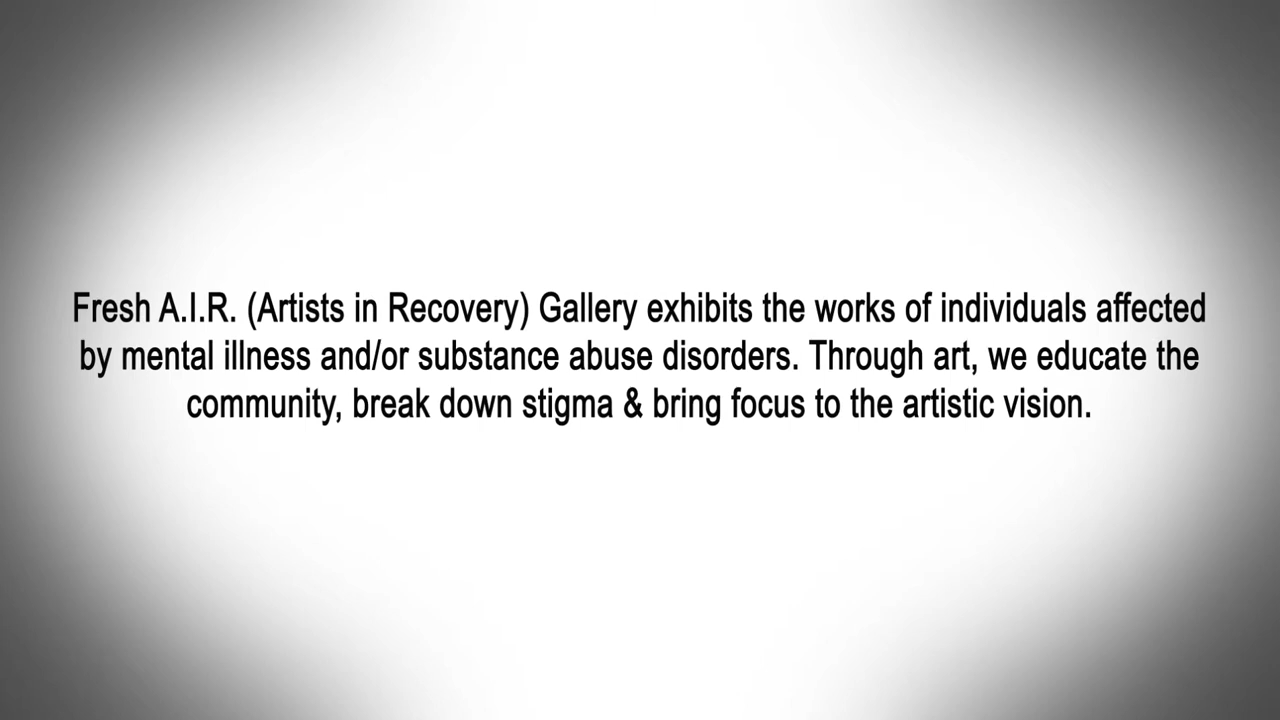 Fresh A.I.R. (Artists in Recovery) Gallery exhibits the works of individuals affected
by mental illness and/or substance abuse disorders. Through art, we educate the
community, break down stigma & bring focus to the artistic vision.